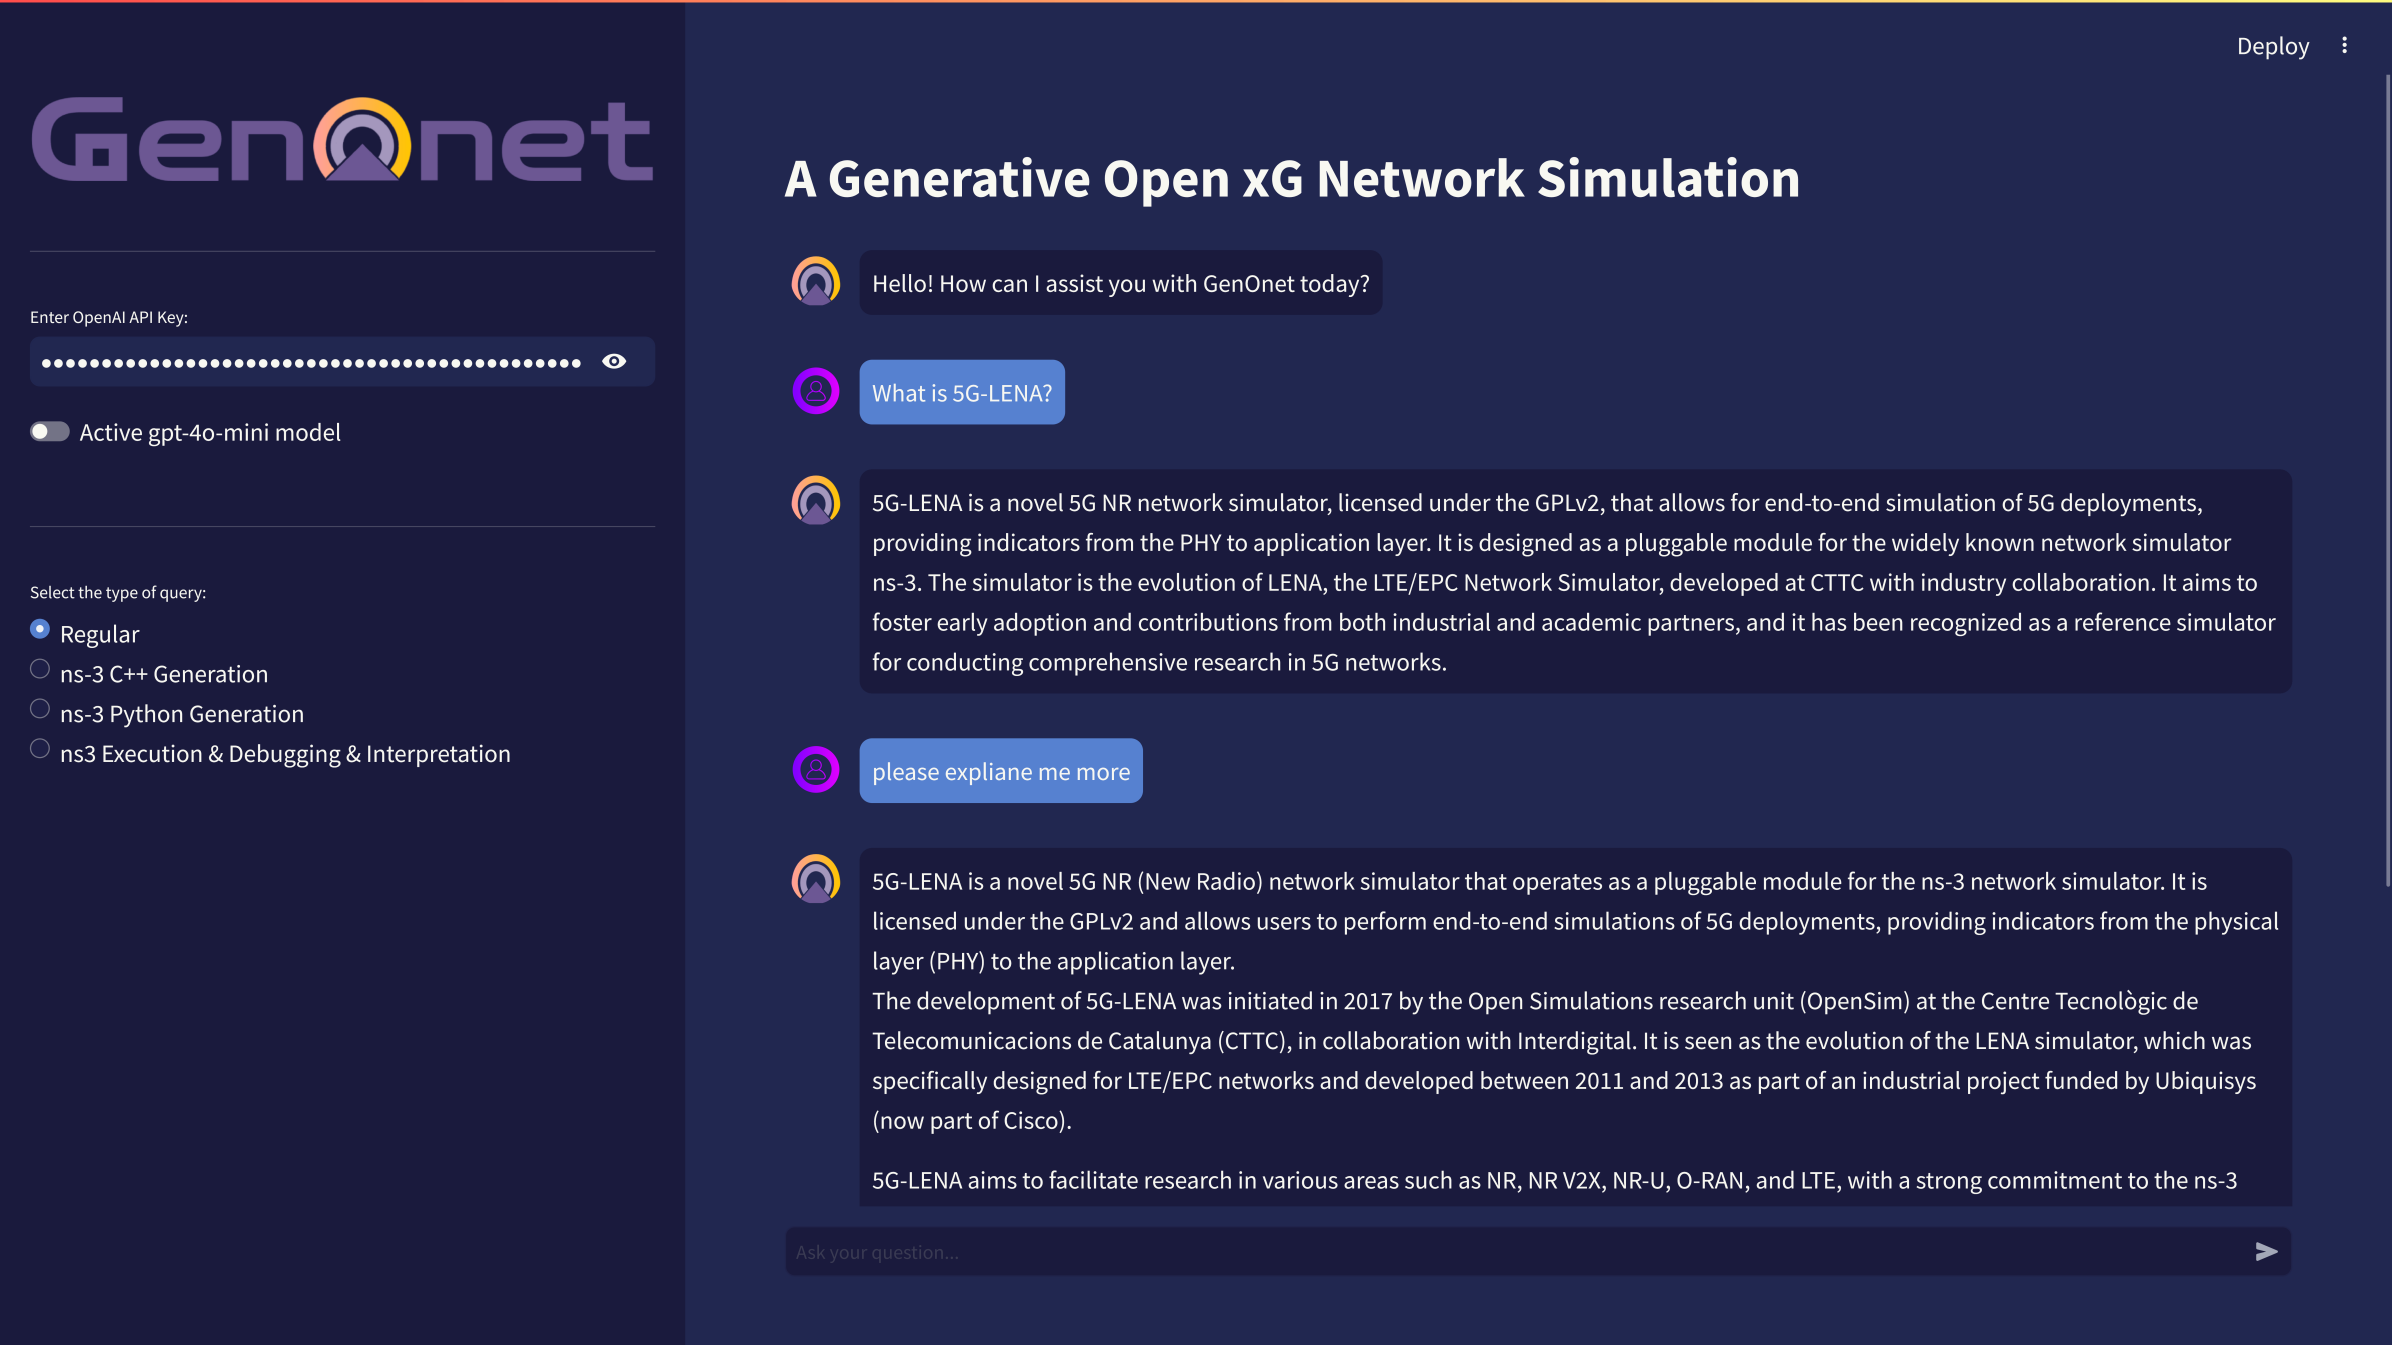 GenOnet
Enter OpenAI API Key:
Active gpt-4o-mini model
Select the type of query:
Regular
ns-3 C++ Generation
ns-3 Python Generation
ns3 Execution & Debugging & Interpretation
Deploy
A Generative Open xG Network Simulation
Hello! How can I assist you with GenOnet today?
What is 5G-LENA?
5G-LENA is a novel 5G NR network simulator, licensed under the GPLv2, that allows for end-to-end simulation of 5G deployments,
providing indicators from the PHY to application layer. It is designed as a pluggable module for the widely known network simulator
ns-3. The simulator is the evolution of LENA, the LTE/EPC Network Simulator, developed at CTTC with industry collaboration. It aims to
foster early adoption and contributions from both industrial and academic partners, and it has been recognized as a reference simulator
for conducting comprehensive research in 5G networks.
please expliane me more
5G-LENA is a novel 5G NR (New Radio) network simulator that operates as a pluggable module for the ns-3 network simulator. It is
licensed under the GPLv2 and allows users to perform end-to-end simulations of 5G deployments, providing indicators from the physical
layer (PHY) to the application layer.
The development of 5G-LENA was initiated in 2017 by the Open Simulations research unit (OpenSim) at the Centre Tecnològic de
Telecomunicacions de Catalunya (CTTC), in collaboration with Interdigital. It is seen as the evolution of the LENA simulator, which was
specifically designed for LTE/EPC networks and developed between 2011 and 2013 as part of an industrial project funded by Ubiquisys
(now part of Cisco).
5G-LENA aims to facilitate research in various areas such as NR, NR V2X, NR-U, O-RAN, and LTE, with a strong commitment to the ns-3
Ask your question...